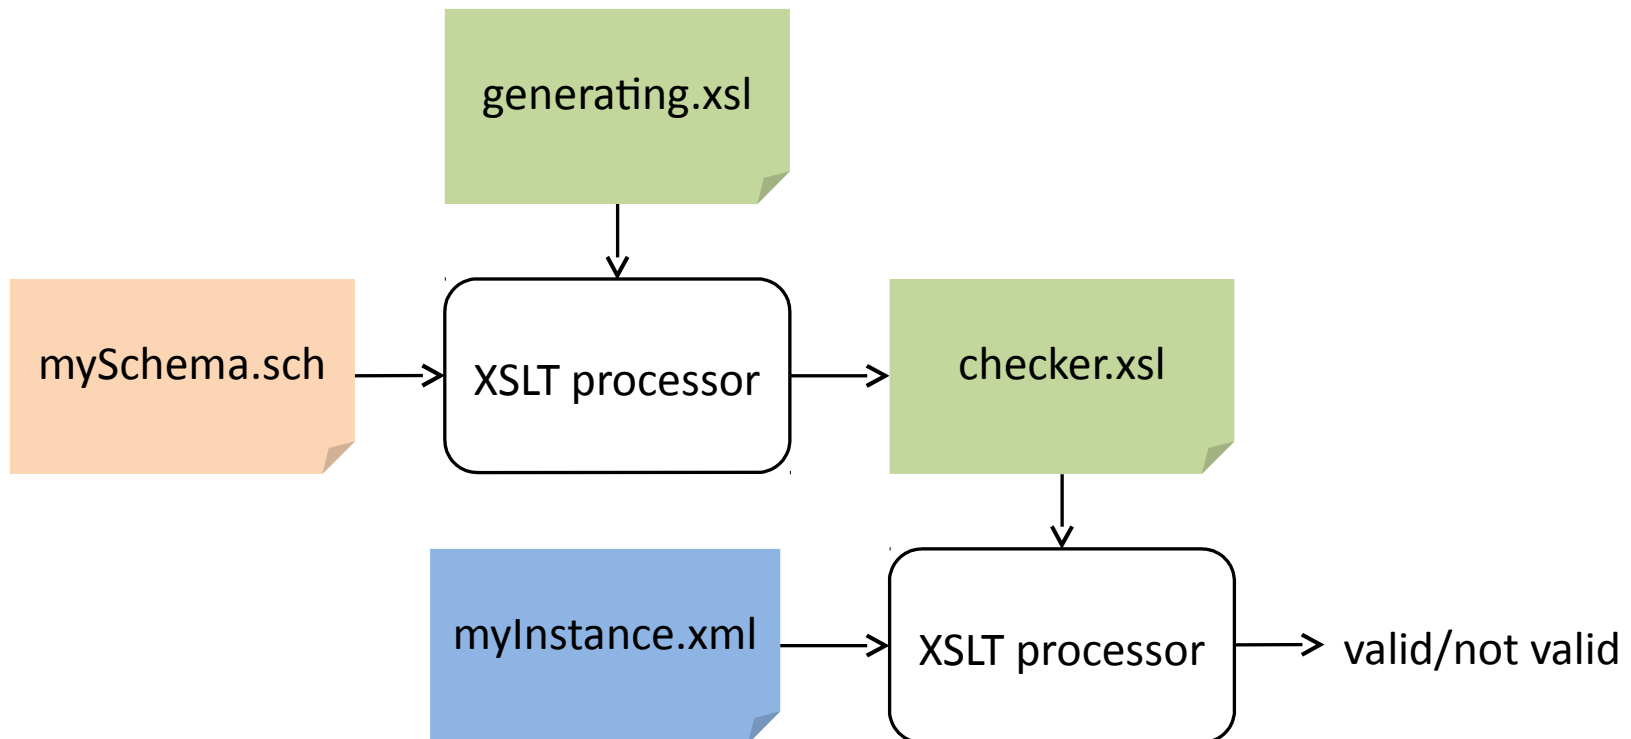 generating.xsl
mySchema.sch
XSLT processor
checker.xsl
myInstance.xml
XSLT processor
valid/not valid